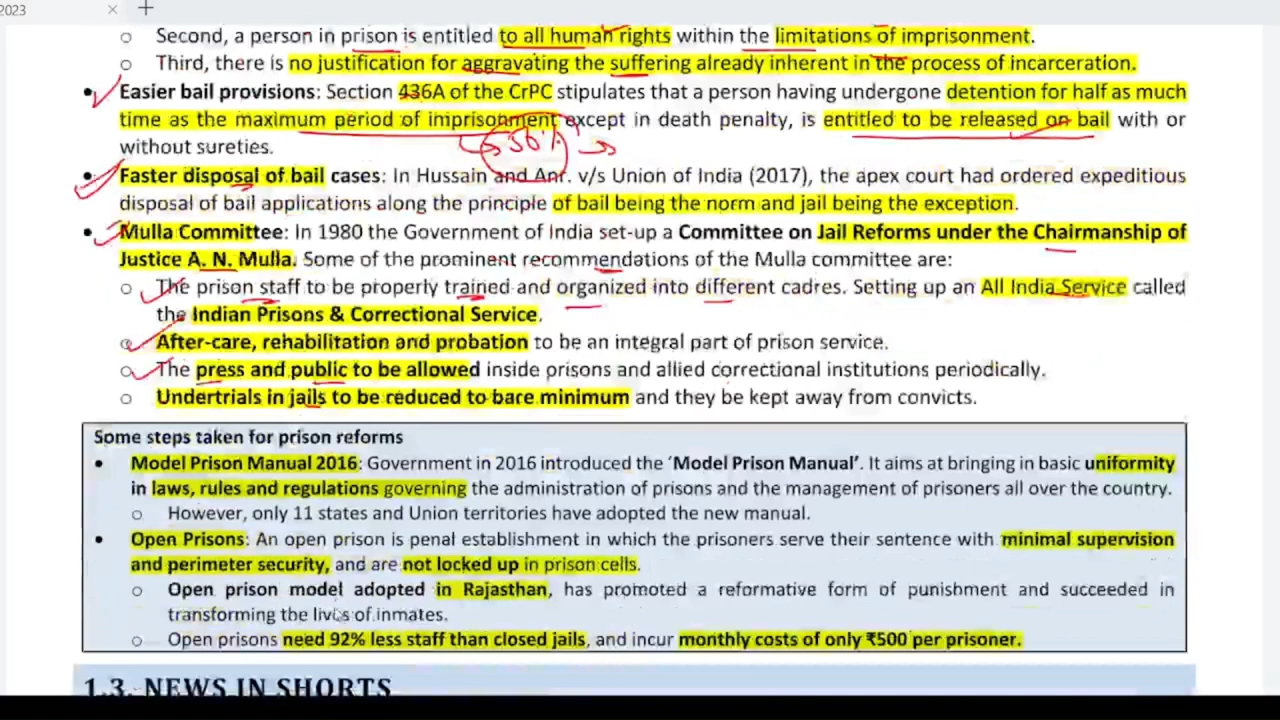 2023
× +
o Second, a person in prison is entitled to all human rights within the limitations of imprisonment.
o Third, there is no justification for aggravating the suffering already inherent in the process of incarceration.
• Easier bail provisions: Section 436A of the CrPC stipulates that a person having undergone detention for half as much
time as the maximum period of imprisonment except in death penalty, is entitled to be released on bail with or
without sureties.
• Faster disposal of bail cases: In Hussain and Anr. v/s Union of India (2017), the apex court had ordered expeditious
disposal of bail applications along the principle of bail being the norm and jail being the exception.
• Mulla Committee: In 1980 the Government of India set-up a Committee on Jail Reforms under the Chairmanship of
Justice A. N. Mulla. Some of the prominent recommendations of the Mulla committee are:
o The prison staff to be properly trained and organized into different cadres. Setting up an All India Service called
the Indian Prisons & Correctional Service.
o After-care, rehabilitation and probation to be an integral part of prison service.
o The press and public to be allowed inside prisons and allied correctional institutions periodically.
o Undertrials in jails to be reduced to bare minimum and they be kept away from convicts.
Some steps taken for prison reforms
• Model Prison Manual 2016: Government in 2016 introduced the 'Model Prison Manual'. It aims at bringing in basic uniformity
in laws, rules and regulations governing the administration of prisons and the management of prisoners all over the country.
o However, only 11 states and Union territories have adopted the new manual.
• Open Prisons: An open prison is penal establishment in which the prisoners serve their sentence with minimal supervision
and perimeter security, and are not locked up in prison cells.
o Open prison model adopted in Rajasthan, has promoted a reformative form of punishment and succeeded in
transforming the lives of inmates.
o Open prisons need 92% less staff than closed jails, and incur monthly costs of only ₹500 per prisoner.
1.3. NEWS IN SHORTS